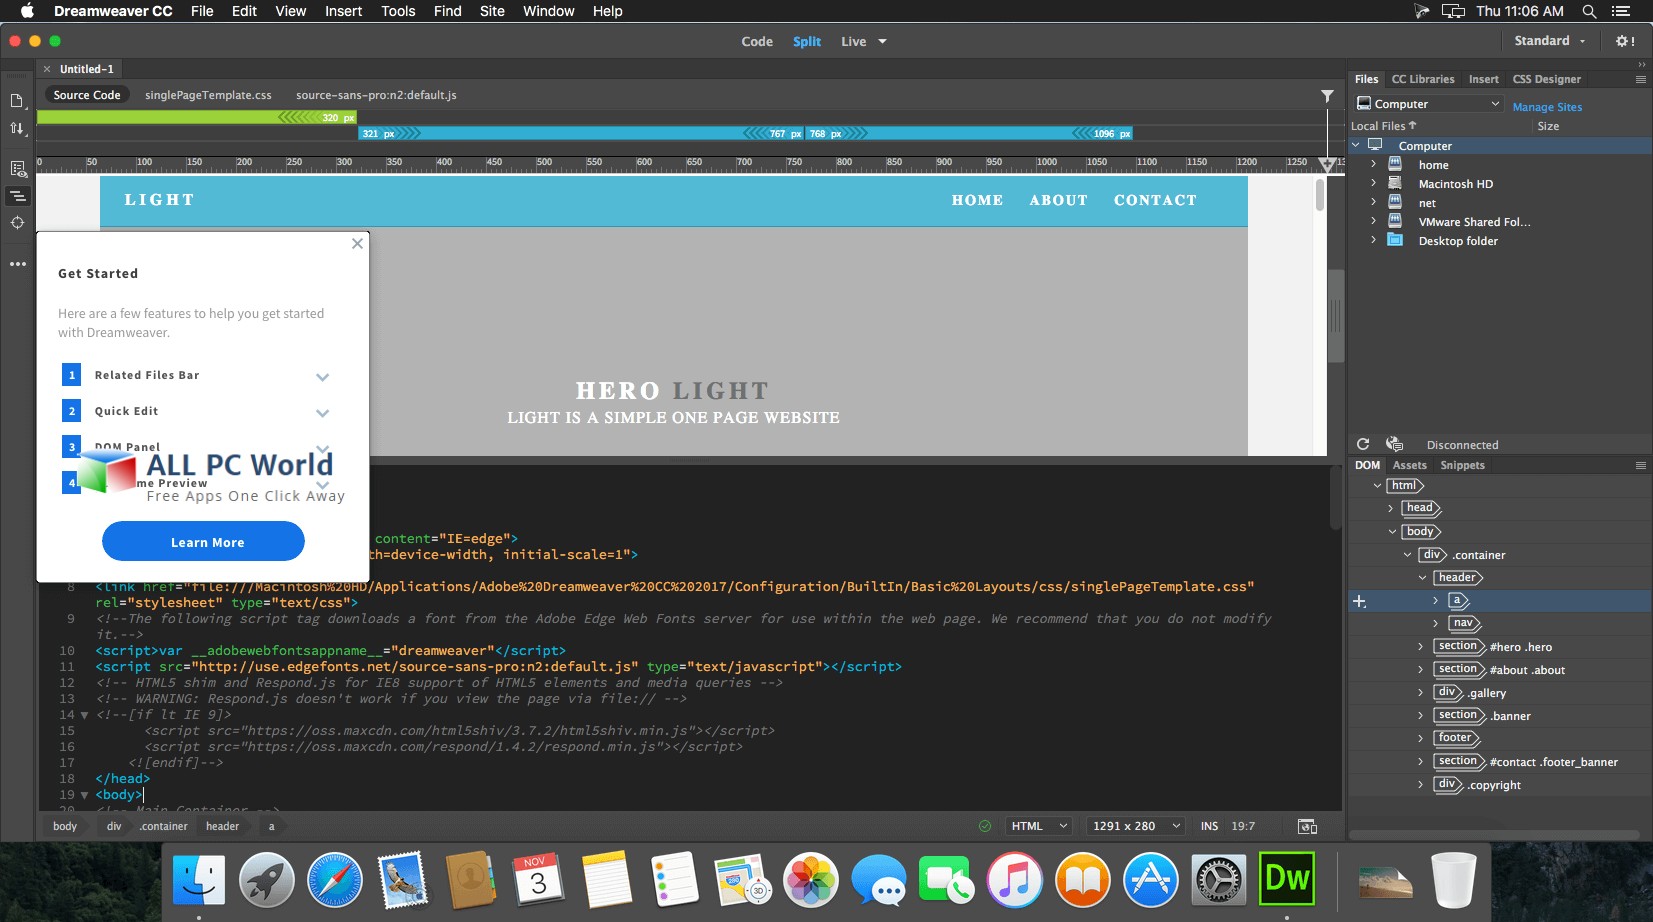 Dreamweaver CC File Edit View Insert Tools Find Site Window Help Thu 11:06 AM
Code Split Live Standard !
Untitled-1
Source Code singlePageTemplate.css source-sans-pro:n2:default.js
320 px
321 px 767 px 768 px 1096 px
0 50 100 150 200 250 300 350 400 450 500 550 600 650 700 750 800 850 900 950 1000 1050 1100 1150 1200 1250
LIGHT HOME ABOUT CONTACT
HERO LIGHT
LIGHT IS A SIMPLE ONE PAGE WEBSITE
Get Started
Here are a few features to help you get started
with Dreamweaver.
1 Related Files Bar
2 Quick Edit
3 DOM Panel
4 me Preview
ALL PC World
Free Apps One Click Away
Learn More
content="IE=edge">
th=device-width, initial-scale=1">
8 <link href="file:///Macintosh%20HD/Applications/Adobe%20Dreamweaver%20CC%202017/Configuration/BuiltIn/Basic%20Layouts/css/singlePageTemplate.css"
rel="stylesheet" type="text/css">
9 <!--The following script tag downloads a font from the Adobe Edge Web Fonts server for use within the web page. We recommend that you do not modify
it.-->
10 <script>var __adobewebfontsappname__="dreamweaver"</script>
11 <script src="http://use.edgefonts.net/source-sans-pro:n2:default.js" type="text/javascript"></script>
12 <!-- HTML5 shim and Respond.js for IE8 support of HTML5 elements and media queries -->
13 <!-- WARNING: Respond.js doesn't work if you view the page via file:// -->
14 <!--[if lt IE 9]>
15 <script src="https://oss.maxcdn.com/html5shiv/3.7.2/html5shiv.min.js"></script>
16 <script src="https://oss.maxcdn.com/respond/1.4.2/respond.min.js"></script>
17 <![endif]-->
18 </head>
19 <body>
20 <!-- Main Container -->
body div .container header a HTML 1291 x 280 INS 19:7
Files CC Libraries Insert CSS Designer
Computer Manage Sites
Local Files Size
Computer
home
Macintosh HD
net
VMware Shared Fol...
Desktop folder
Disconnected
DOM Assets Snippets
html
head
body
div .container
header
a
nav
section #hero .hero
section #about .about
div .gallery
section .banner
footer
section #contact .footer_banner
div .copyright
NOV
3
280
3D
Dw